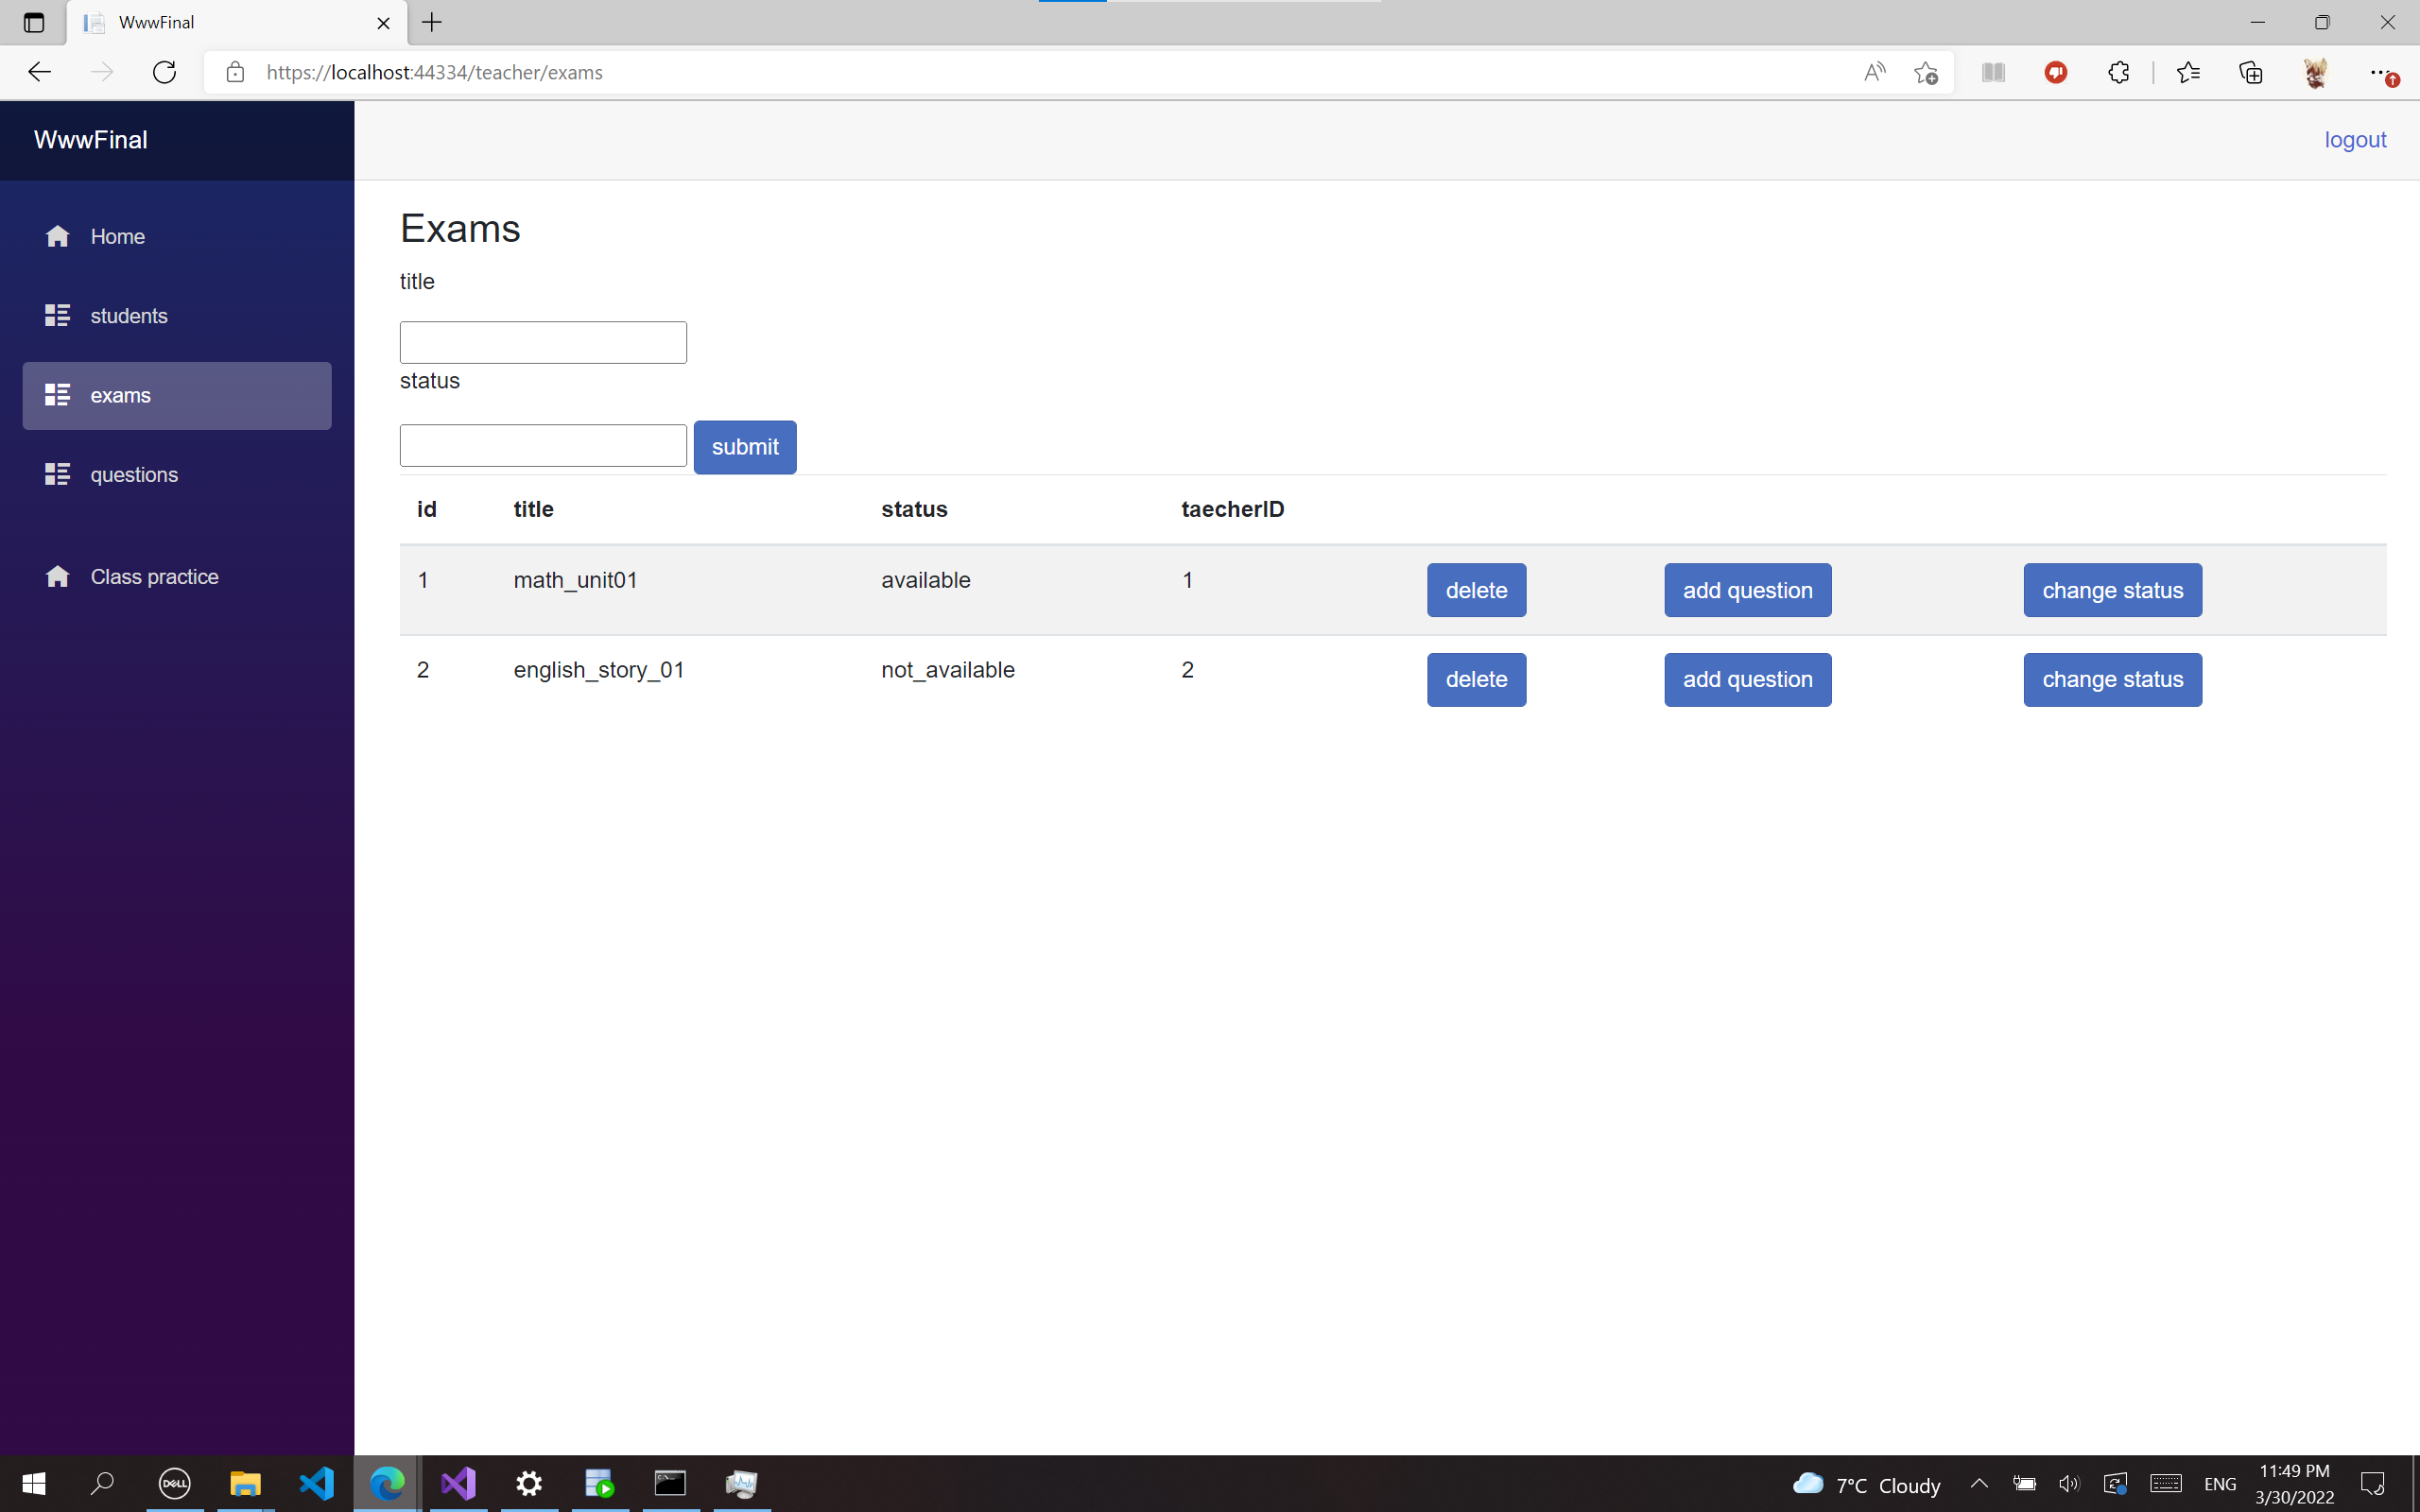 WwwFinal
https://localhost:44334/teacher/exams
WwwFinal
logout
Home
students
exams
questions
Class practice
Exams
title
status
submit
id title status taecherID
1 math_unit01 available 1 delete add question change status
2 english_story_01 not_available 2 delete add question change status
DELL
7°C Cloudy
ENG
11:49 PM
3/30/2022